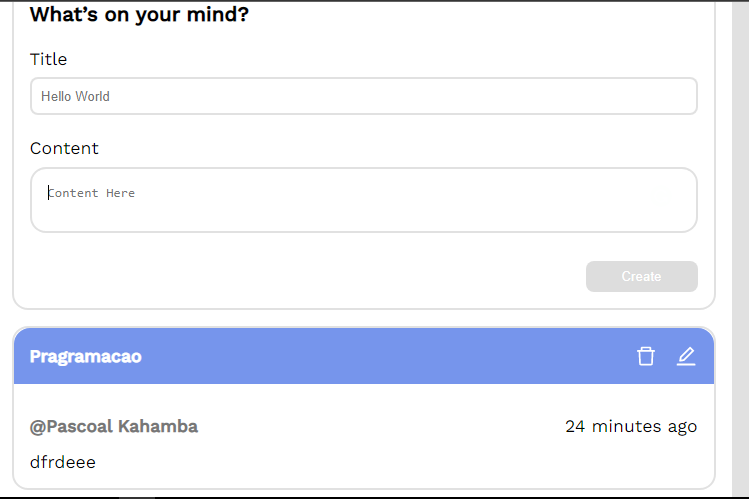 What’s on your mind?
Title
Hello World
Content
Content Here
Create
Pragramacao
@Pascoal Kahamba
24 minutes ago
dfrdeee